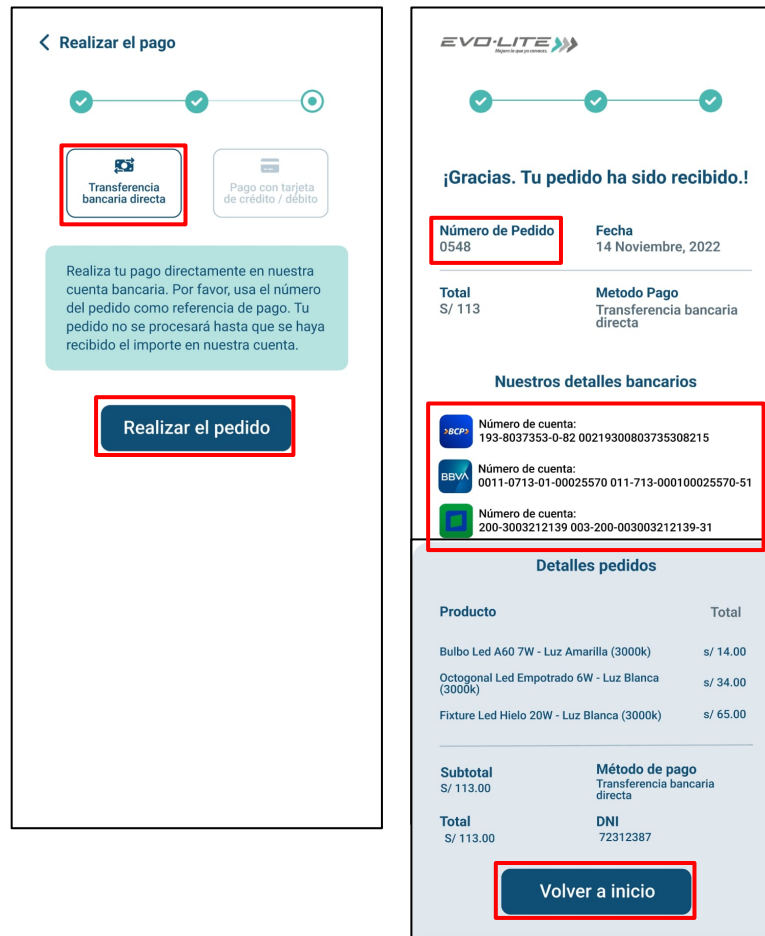 Realizar el pago
Transferencia
bancaria directa
Pago con tarjeta
de crédito / débito
Realiza tu pago directamente en nuestra
cuenta bancaria. Por favor, usa el número
del pedido como referencia de pago. Tu
pedido no se procesará hasta que se haya
recibido el importe en nuestra cuenta.
Realizar el pedido
EVO·LITE
Mejora lo que ya conoces.
¡Gracias. Tu pedido ha sido recibido.!
Número de Pedido
0548
Fecha
14 Noviembre, 2022
Total
S/ 113
Metodo Pago
Transferencia bancaria
directa
Nuestros detalles bancarios
BCP
Número de cuenta:
193-8037353-0-82 00219300803735308215
BBVA
Número de cuenta:
0011-0713-01-00025570 011-713-000100025570-51
Número de cuenta:
200-3003212139 003-200-003003212139-31
Detalles pedidos
Producto Total
Bulbo Led A60 7W - Luz Amarilla (3000k) s/ 14.00
Octogonal Led Empotrado 6W - Luz Blanca
(3000k) s/ 34.00
Fixture Led Hielo 20W - Luz Blanca (3000k) s/ 65.00
Subtotal
S/ 113.00
Método de pago
Transferencia bancaria
directa
Total
S/ 113.00
DNI
72312387
Volver a inicio